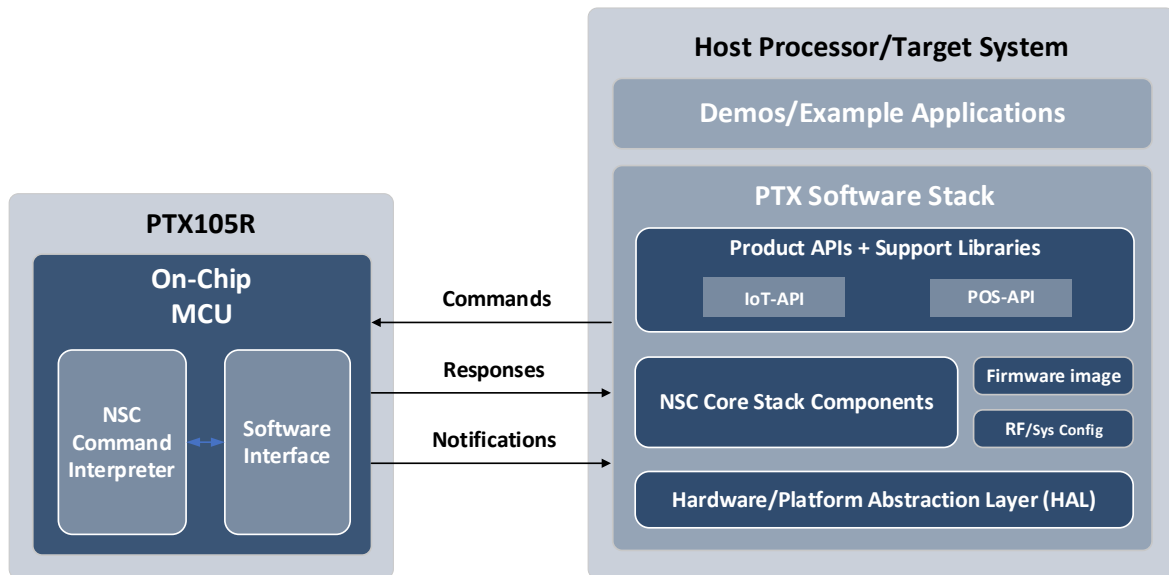 Host Processor/Target System
Demos/Example Applications
PTX Software Stack
Product APIs + Support Libraries
IoT-API
POS-API
NSC Core Stack Components
Firmware image
RF/Sys Config
Hardware/Platform Abstraction Layer (HAL)
PTX105R
On-Chip
MCU
NSC
Command
Interpreter
Software
Interface
Commands
Responses
Notifications